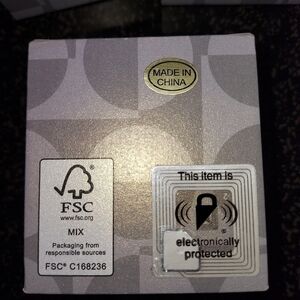 MADE IN
CHINA
FSC
www.fsc.org
MIX
Packaging from
responsible sources
FSC® C168236
This item is
electronically
protected